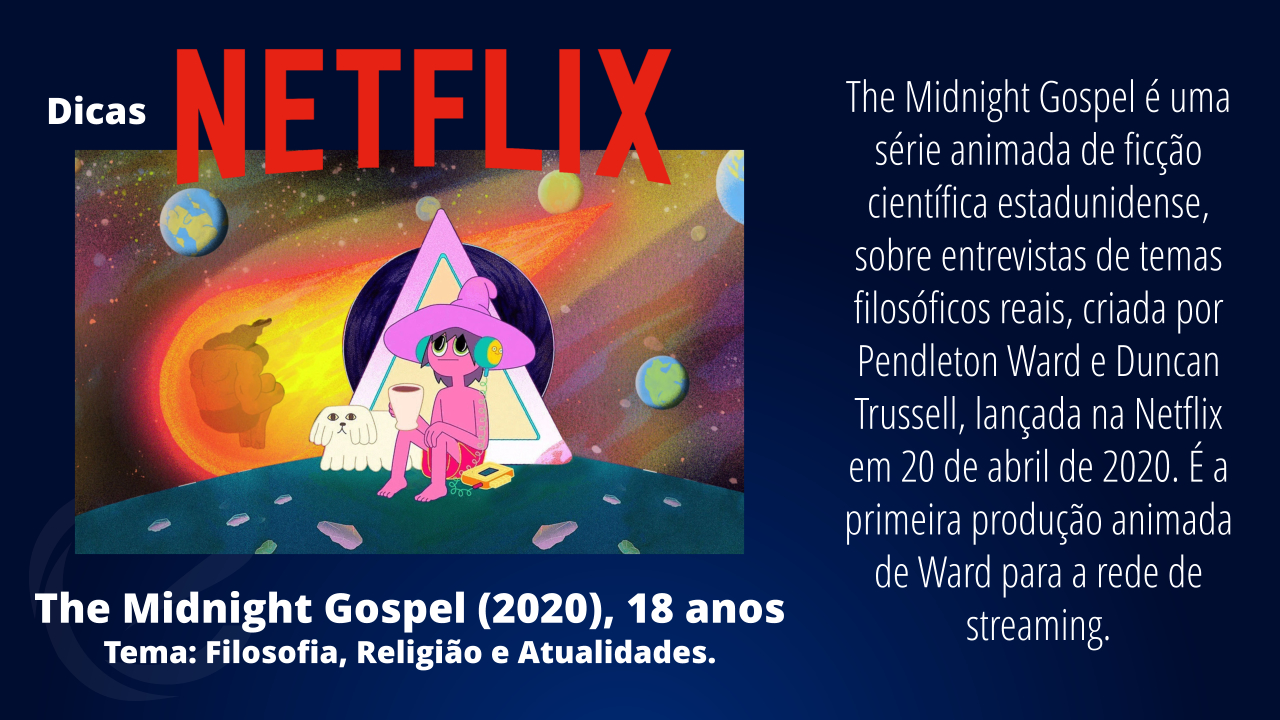 Dicas
NETFLIX
The Midnight Gospel (2020), 18 anos
Tema: Filosofia, Religião e Atualidades.
The Midnight Gospel é uma
série animada de ficção
científica estadunidense,
sobre entrevistas de temas
filosóficos reais, criada por
Pendleton Ward e Duncan
Trussell, lançada na Netflix
em 20 de abril de 2020. É a
primeira produção animada
de Ward para a rede de
streaming.